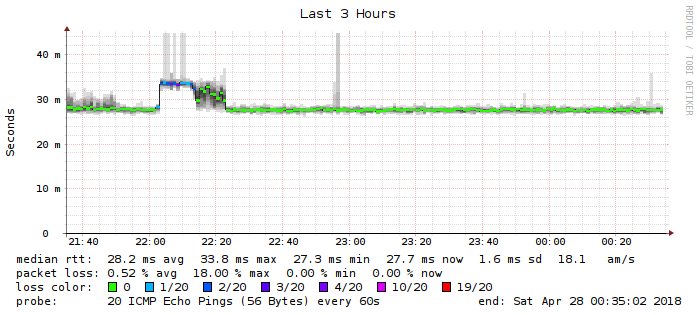 Last 3 Hours
RRDTOOL / TOBI OETIKER
Seconds
40 m
30 m
20 m
10 m
0
21:40 22:00 22:20 22:40 23:00 23:20 23:40 00:00 00:20
median rtt: 28.2 ms avg 33.8 ms max 27.3 ms min 27.7 ms now 1.6 ms sd 18.1 am/s
packet loss: 0.52 % avg 18.00 % max 0.00 % min 0.00 % now
loss color: 0 1/20 2/20 3/20 4/20 10/20 19/20
probe: 20 ICMP Echo Pings (56 Bytes) every 60s end: Sat Apr 28 00:35:02 2018